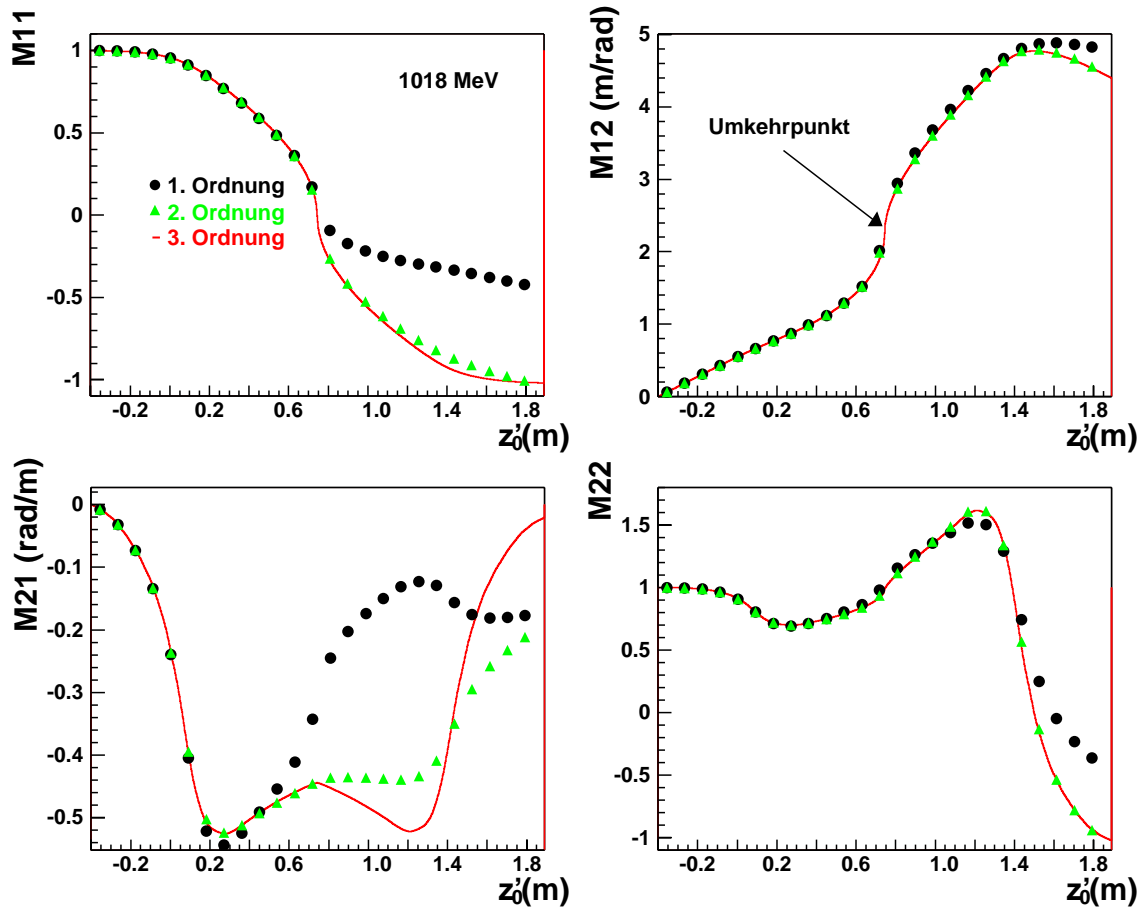 M11
1
0.5
0
-0.5
-1
1018 MeV
1. Ordnung
2. Ordnung
3. Ordnung
-0.2 0.2 0.6 1.0 1.4 1.8
z₀'(m)
M12 (m/rad)
5
4
3
2
1
0
Umkehrpunkt
-0.2 0.2 0.6 1.0 1.4 1.8
z₀'(m)
M21 (rad/m)
0
-0.1
-0.2
-0.3
-0.4
-0.5
-0.2 0.2 0.6 1.0 1.4 1.8
z₀'(m)
M22
1.5
1
0.5
0
-0.5
-1
-0.2 0.2 0.6 1.0 1.4 1.8
z₀'(m)